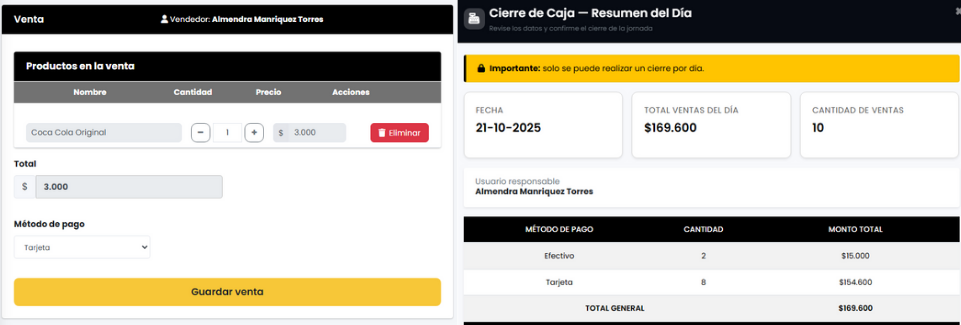 Venta
Vendedor: Almendra Manríquez Torres
Productos en la venta
Nombre Cantidad Precio Acciones
Coca Cola Original − 1 + $ 3.000 Eliminar
Total
$ 3.000
Método de pago
Tarjeta
Guardar venta
Cierre de Caja — Resumen del Día
Revise los datos y confirme el cierre de la jornada
Importante: solo se puede realizar un cierre por día.
FECHA
21-10-2025
TOTAL VENTAS DEL DÍA
$169.600
CANTIDAD DE VENTAS
10
Usuario responsable
Almendra Manríquez Torres
MÉTODO DE PAGO CANTIDAD MONTO TOTAL
Efectivo 2 $15.000
Tarjeta 8 $154.600
TOTAL GENERAL $169.600